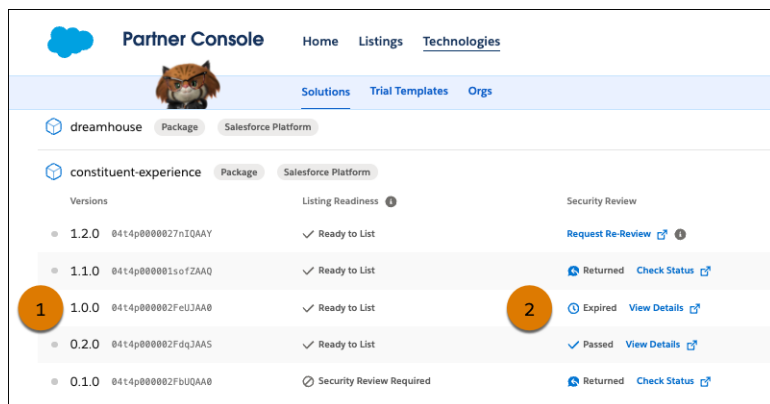 Partner Console Home Listings Technologies
Solutions Trial Templates Orgs
dreamhouse Package Salesforce Platform
constituent-experience Package Salesforce Platform
Versions Listing Readiness Security Review
1.2.0 04t4p0000027nIQAAY Ready to List Request Re-Review
1.1.0 04t4p000001sofZAAQ Ready to List Returned Check Status
1 1.0.0 04t4p000002FeUJAA0 Ready to List 2 Expired View Details
0.2.0 04t4p000002FdqJAAS Ready to List Passed View Details
0.1.0 04t4p000002FbUQAA0 Security Review Required Returned Check Status